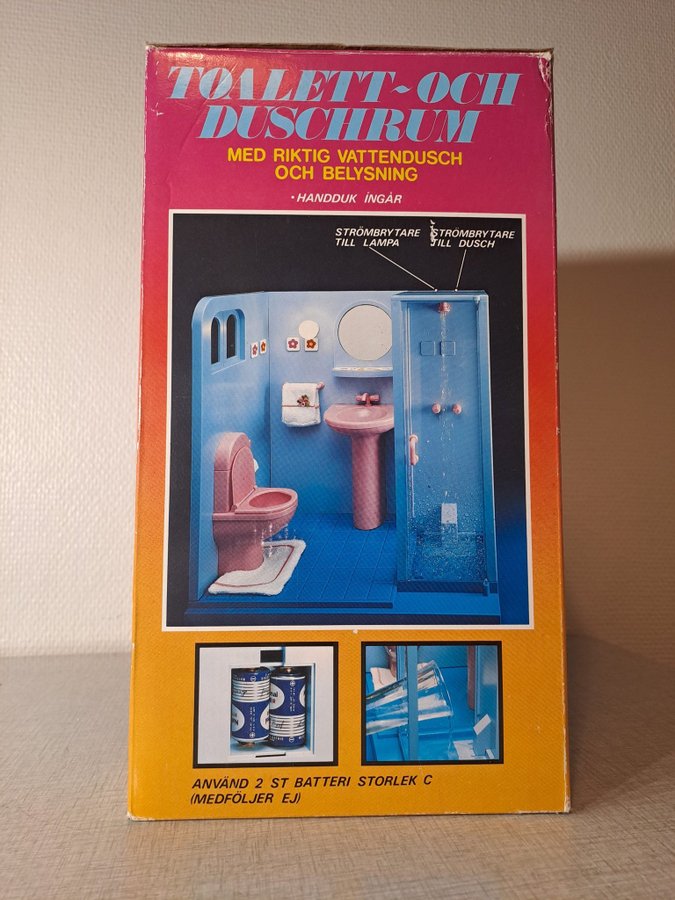 TOALETT-OCH
DUSCHRUM
MED RIKTIG VATTENDUSCH
OCH BELYSNING
·HANDDUK INGÅR
STRÖMBRYTARE
TILL LAMPA
STRÖMBRYTARE
TILL DUSCH
ANVÄND 2 ST BATTERI STORLEK C
(MEDFÖLJER EJ)